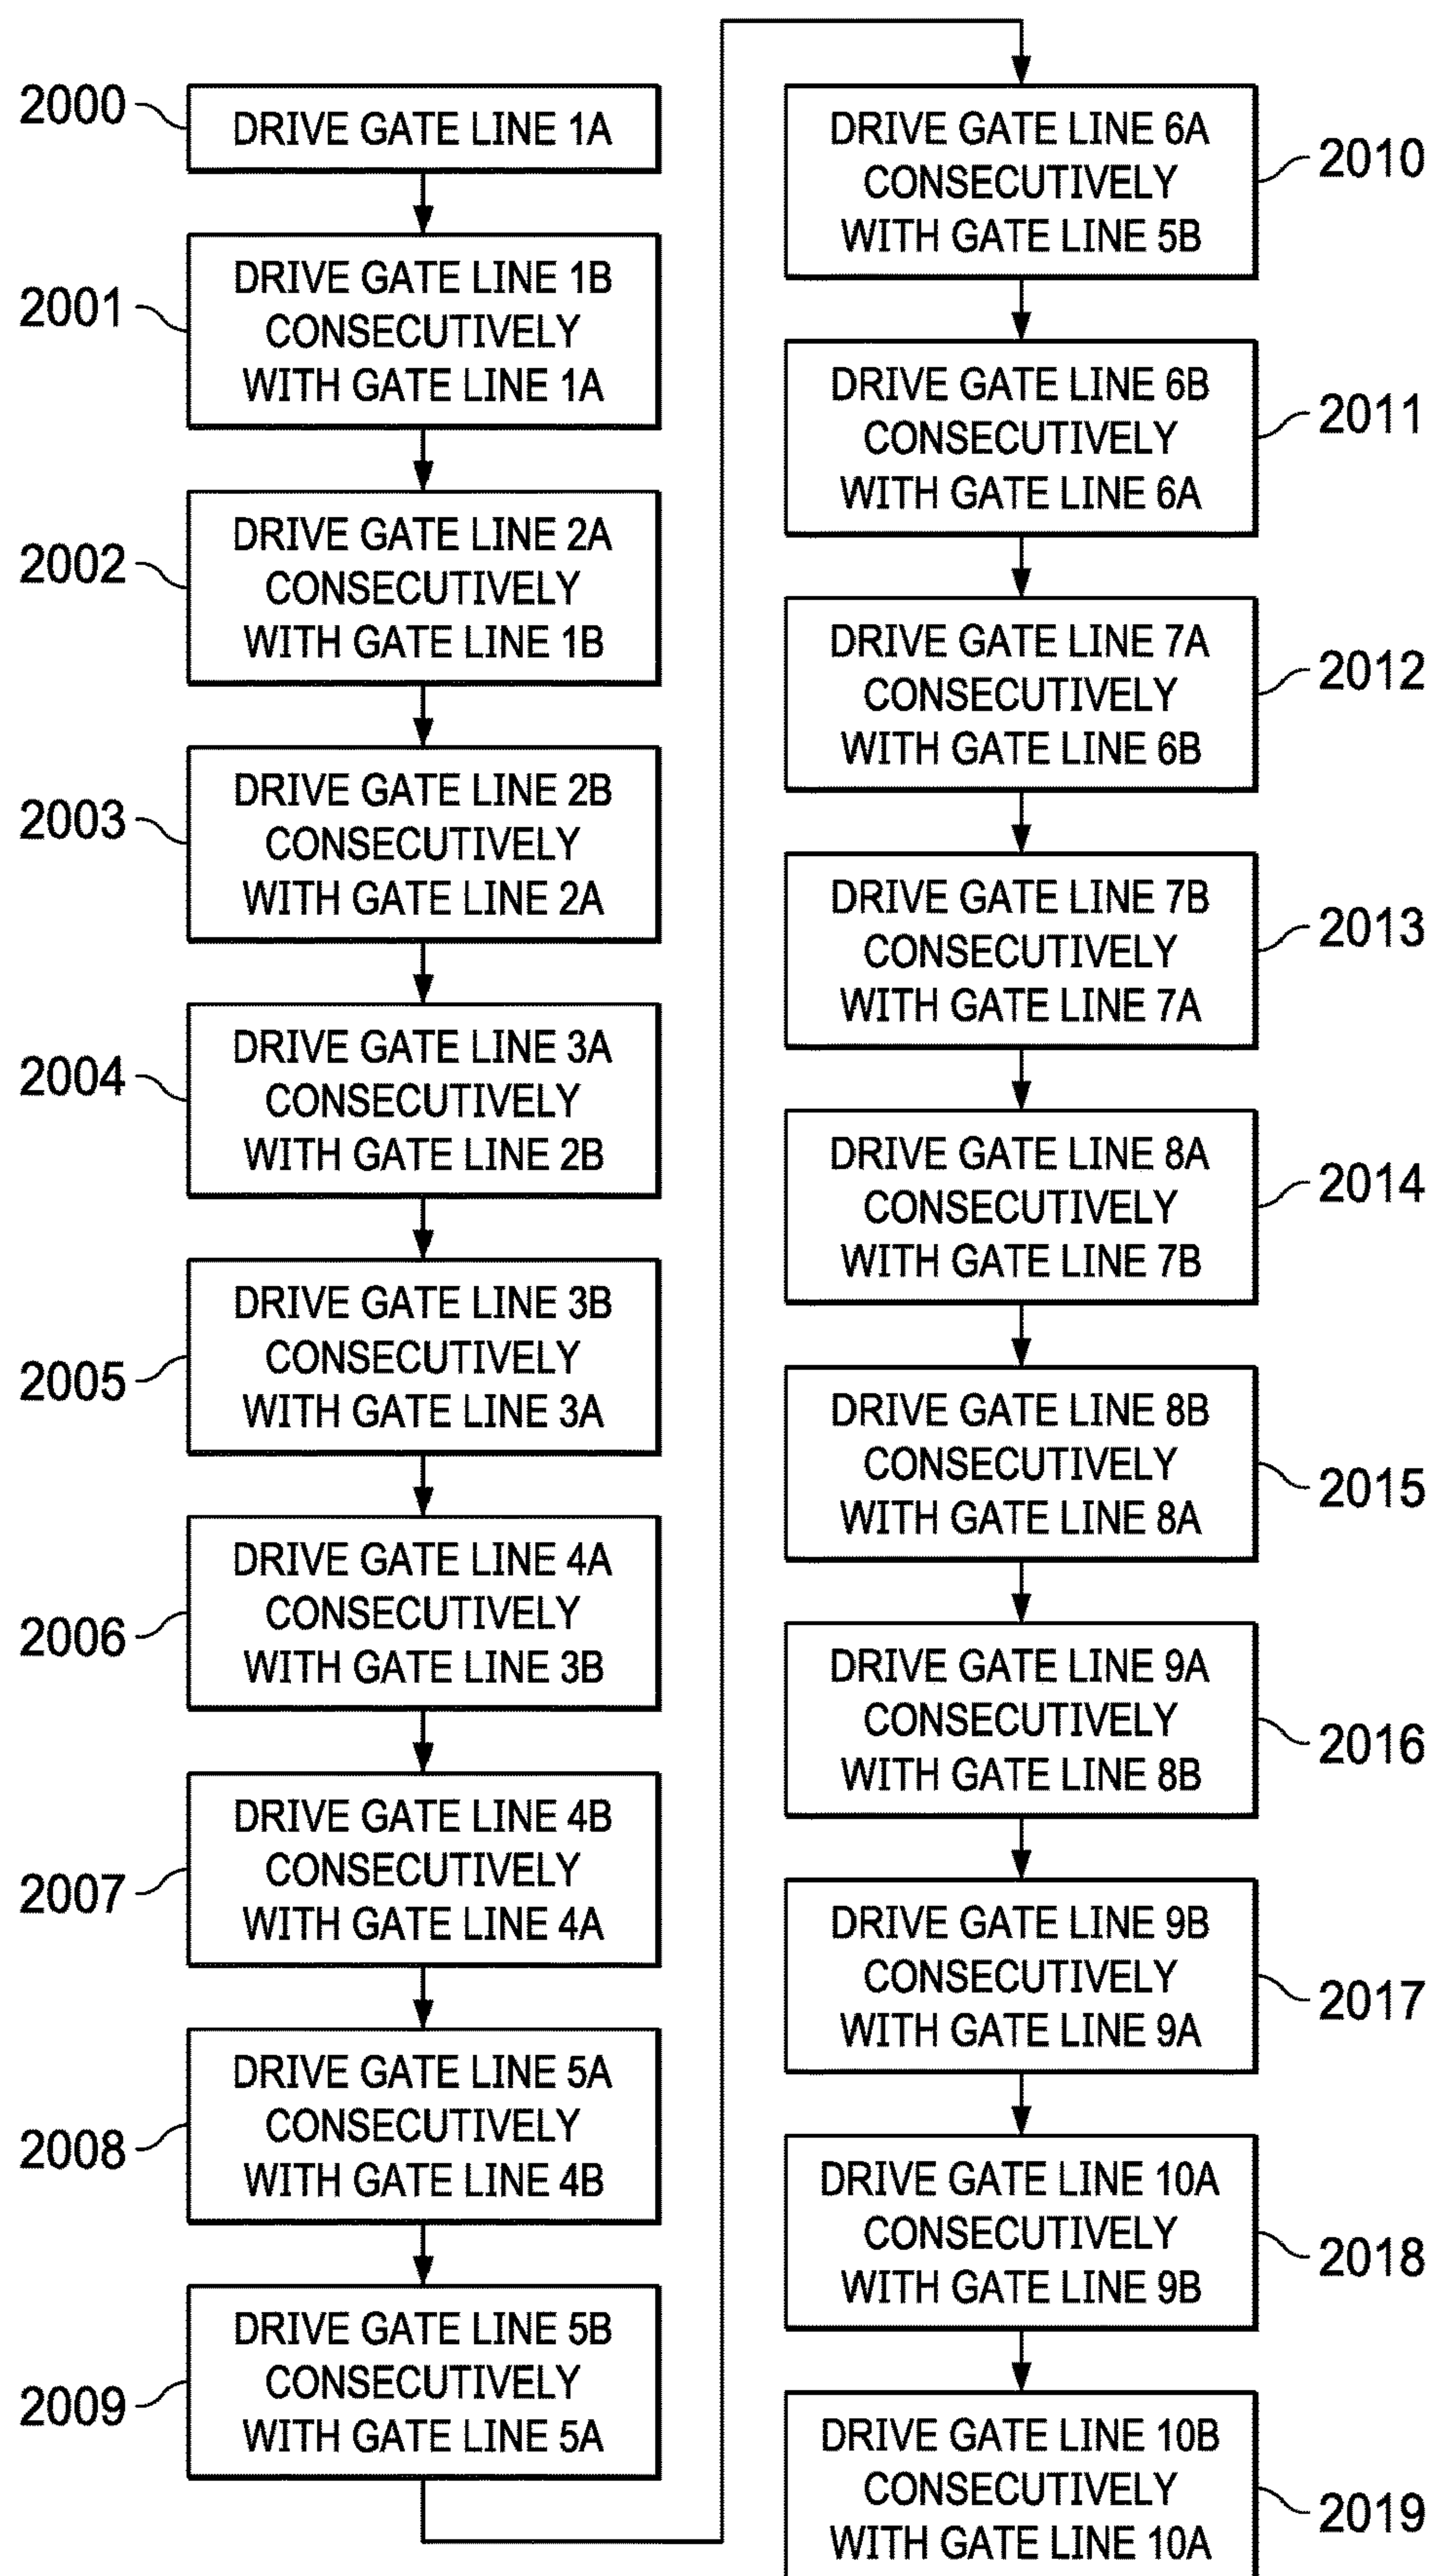 2000
DRIVE GATE LINE 1A
2001
DRIVE GATE LINE 1B
CONSECUTIVELY
WITH GATE LINE 1A
2002
DRIVE GATE LINE 2A
CONSECUTIVELY
WITH GATE LINE 1B
2003
DRIVE GATE LINE 2B
CONSECUTIVELY
WITH GATE LINE 2A
2004
DRIVE GATE LINE 3A
CONSECUTIVELY
WITH GATE LINE 2B
2005
DRIVE GATE LINE 3B
CONSECUTIVELY
WITH GATE LINE 3A
2006
DRIVE GATE LINE 4A
CONSECUTIVELY
WITH GATE LINE 3B
2007
DRIVE GATE LINE 4B
CONSECUTIVELY
WITH GATE LINE 4A
2008
DRIVE GATE LINE 5A
CONSECUTIVELY
WITH GATE LINE 4B
2009
DRIVE GATE LINE 5B
CONSECUTIVELY
WITH GATE LINE 5A
DRIVE GATE LINE 6A
CONSECUTIVELY
WITH GATE LINE 5B
2010
DRIVE GATE LINE 6B
CONSECUTIVELY
WITH GATE LINE 6A
2011
DRIVE GATE LINE 7A
CONSECUTIVELY
WITH GATE LINE 6B
2012
DRIVE GATE LINE 7B
CONSECUTIVELY
WITH GATE LINE 7A
2013
DRIVE GATE LINE 8A
CONSECUTIVELY
WITH GATE LINE 7B
2014
DRIVE GATE LINE 8B
CONSECUTIVELY
WITH GATE LINE 8A
2015
DRIVE GATE LINE 9A
CONSECUTIVELY
WITH GATE LINE 8B
2016
DRIVE GATE LINE 9B
CONSECUTIVELY
WITH GATE LINE 9A
2017
DRIVE GATE LINE 10A
CONSECUTIVELY
WITH GATE LINE 9B
2018
DRIVE GATE LINE 10B
CONSECUTIVELY
WITH GATE LINE 10A
2019